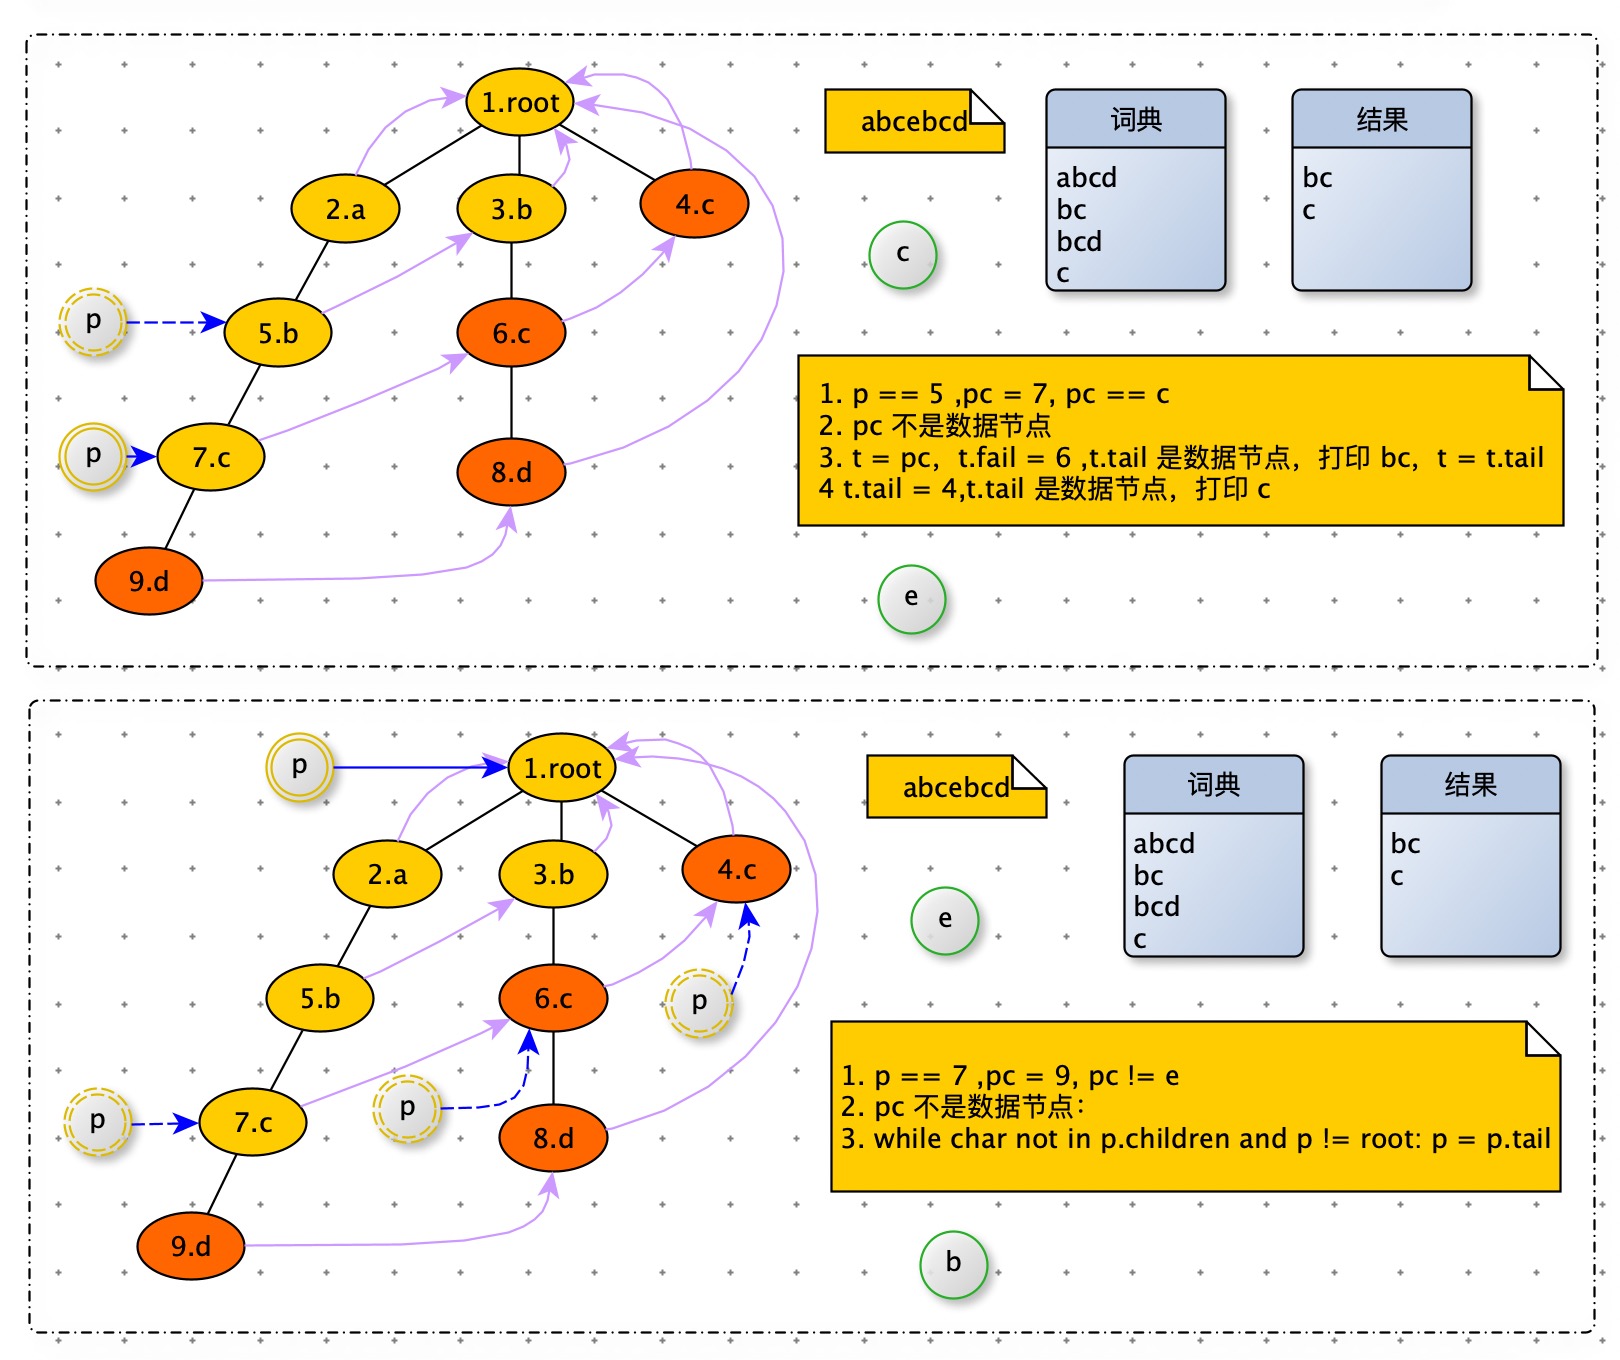 1.root
abcebcd
词典
结果
2.a
3.b
4.c
abcd
bc
bc
c
bcd
c
c
p
5.b
6.c
1. p == 5 ,pc = 7, pc == c
2. pc 不是数据节点
3. t = pc, t.fail = 6 ,t.tail 是数据节点，打印 bc, t = t.tail
4 t.tail = 4,t.tail 是数据节点，打印 c
p
7.c
8.d
9.d
e
p
1.root
abcebcd
词典
结果
2.a
3.b
4.c
abcd
bc
bc
c
bcd
c
e
5.b
6.c
p
1. p == 7 ,pc = 9, pc != e
2. pc 不是数据节点：
3. while char not in p.children and p != root: p = p.tail
p
7.c
p
8.d
9.d
b